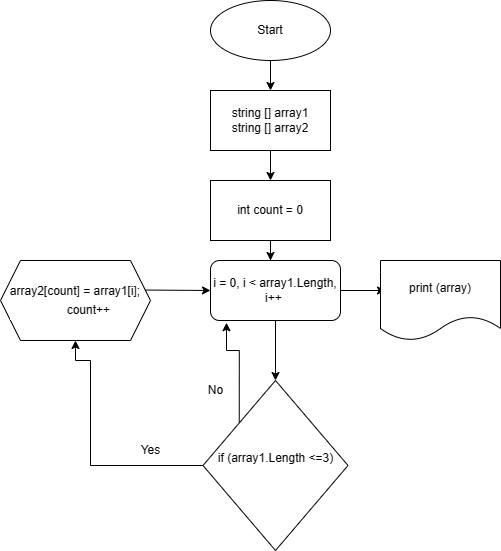 Start
string [] array1
string [] array2
int count = 0
array2[count] = array1[i];
count++
i = 0, i < array1.Length,
i++
print (array)
No
Yes
if (array1.Length <=3)